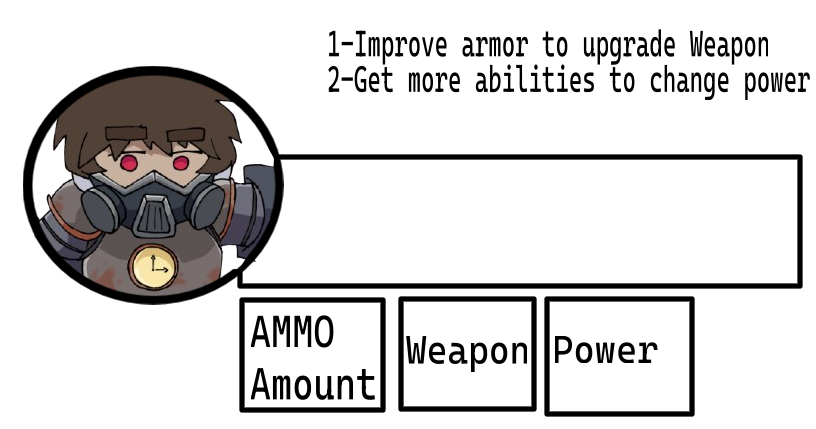 1-Improve armor to upgrade Weapon
2-Get more abilities to change power
AMMO
Amount
Weapon
Power